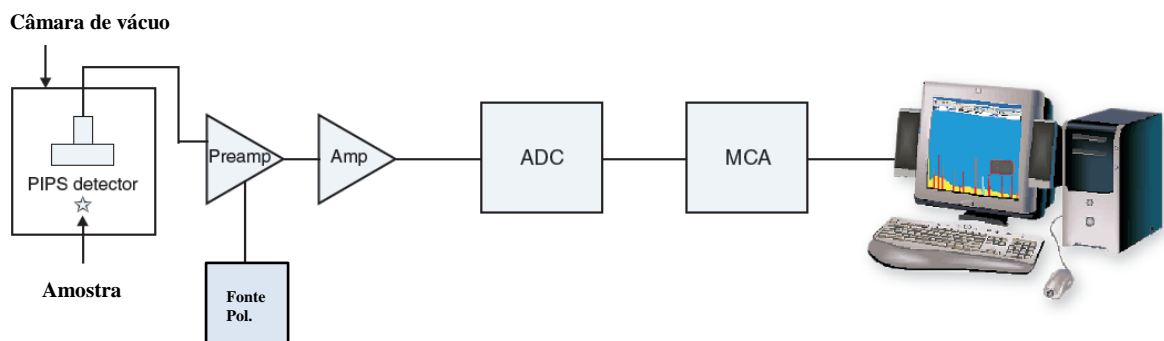 Câmara de vácuo
PIPS detector
Amostra
Preamp
Fonte
Pol.
Amp
ADC
MCA